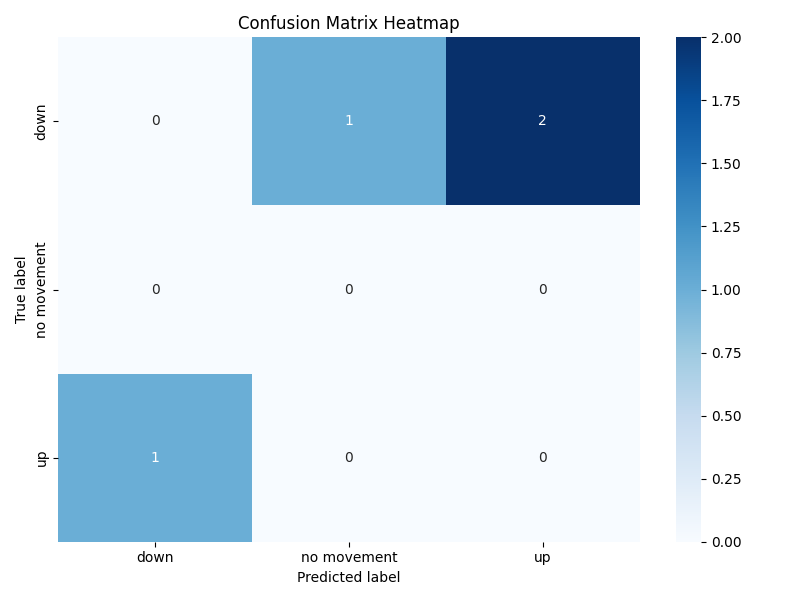 Confusion Matrix Heatmap
True label
down
no movement
up
0 1 2
0 0 0
1 0 0
down no movement up
Predicted label
2.00
1.75
1.50
1.25
1.00
0.75
0.50
0.25
0.00